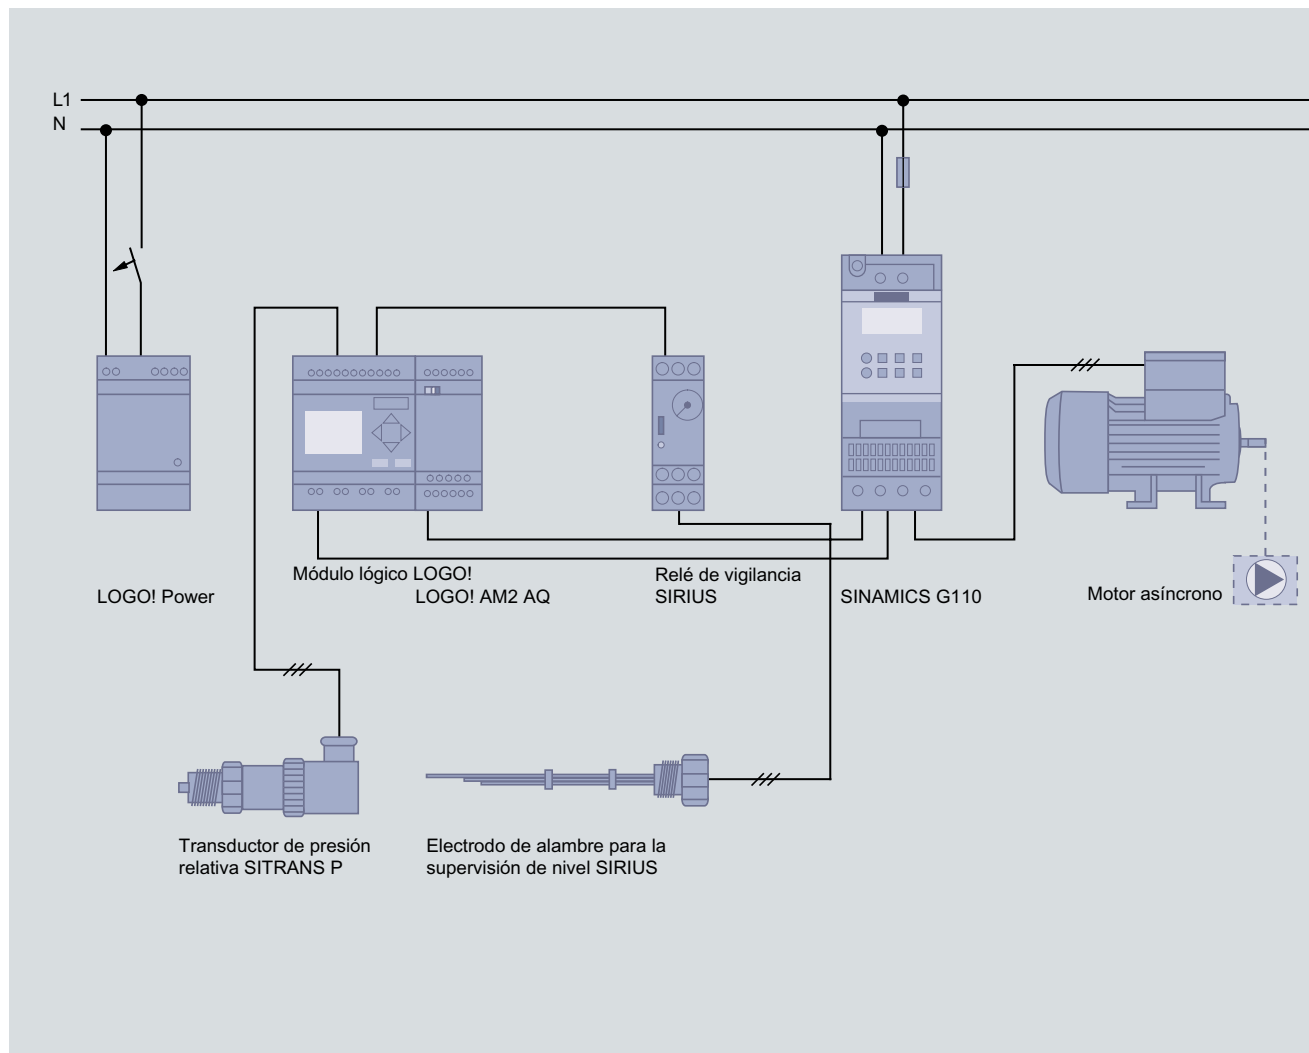 L1
N
Módulo lógico LOGO!
LOGO! Power
LOGO! AM2 AQ
Relé de vigilancia
SIRIUS
SINAMICS G110
Motor asíncrono
Transductor de presión
relativa SITRANS P
Electrodo de alambre para la
supervisión de nivel SIRIUS